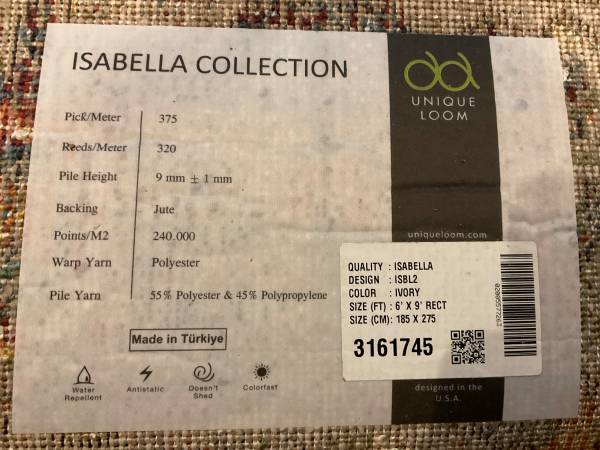 ISABELLA COLLECTION
UNIQUE
LOOM
Pick/Meter 375
Reeds/Meter 320
Pile Height 9 mm ± 1 mm
Backing Jute
Points/M2 240.000
Warp Yarn Polyester
Pile Yarn 55% Polyester & 45% Polypropylene
Made in Türkiye
Water
Repellent
Antistatic
Doesn't
Shed
Colorfast
uniqueloom.com
QUALITY : ISABELLA
DESIGN : ISBL2
COLOR : IVORY
SIZE (FT) : 6' X 9' RECT
SIZE (CM): 185 X 275
3161745
designed in the
U.S.A.